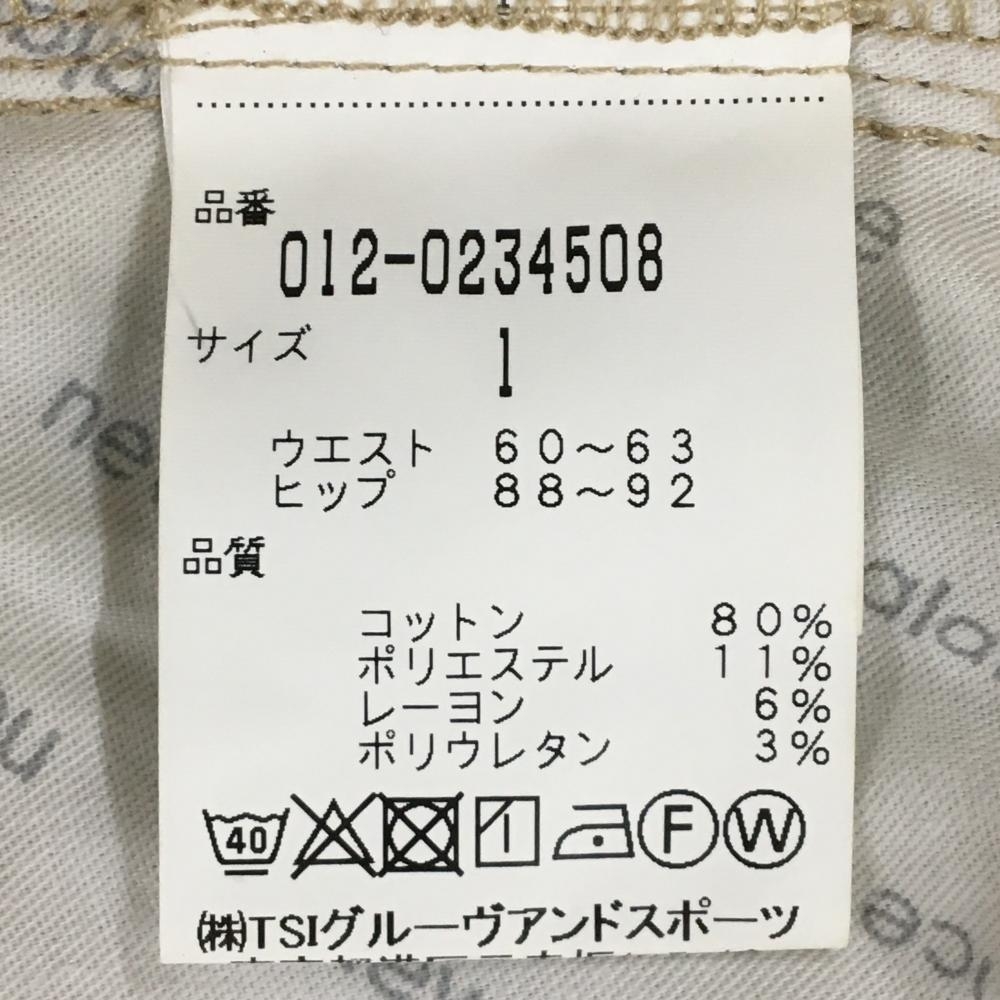 品番
012-0234508
サイズ 1
ウエスト 60～63
ヒップ 88～92
品質
コットン 80%
ポリエステル 11%
レーヨン 6%
ポリウレタン 3%
40 F W
㈱TSIグルーヴアンドスポーツ